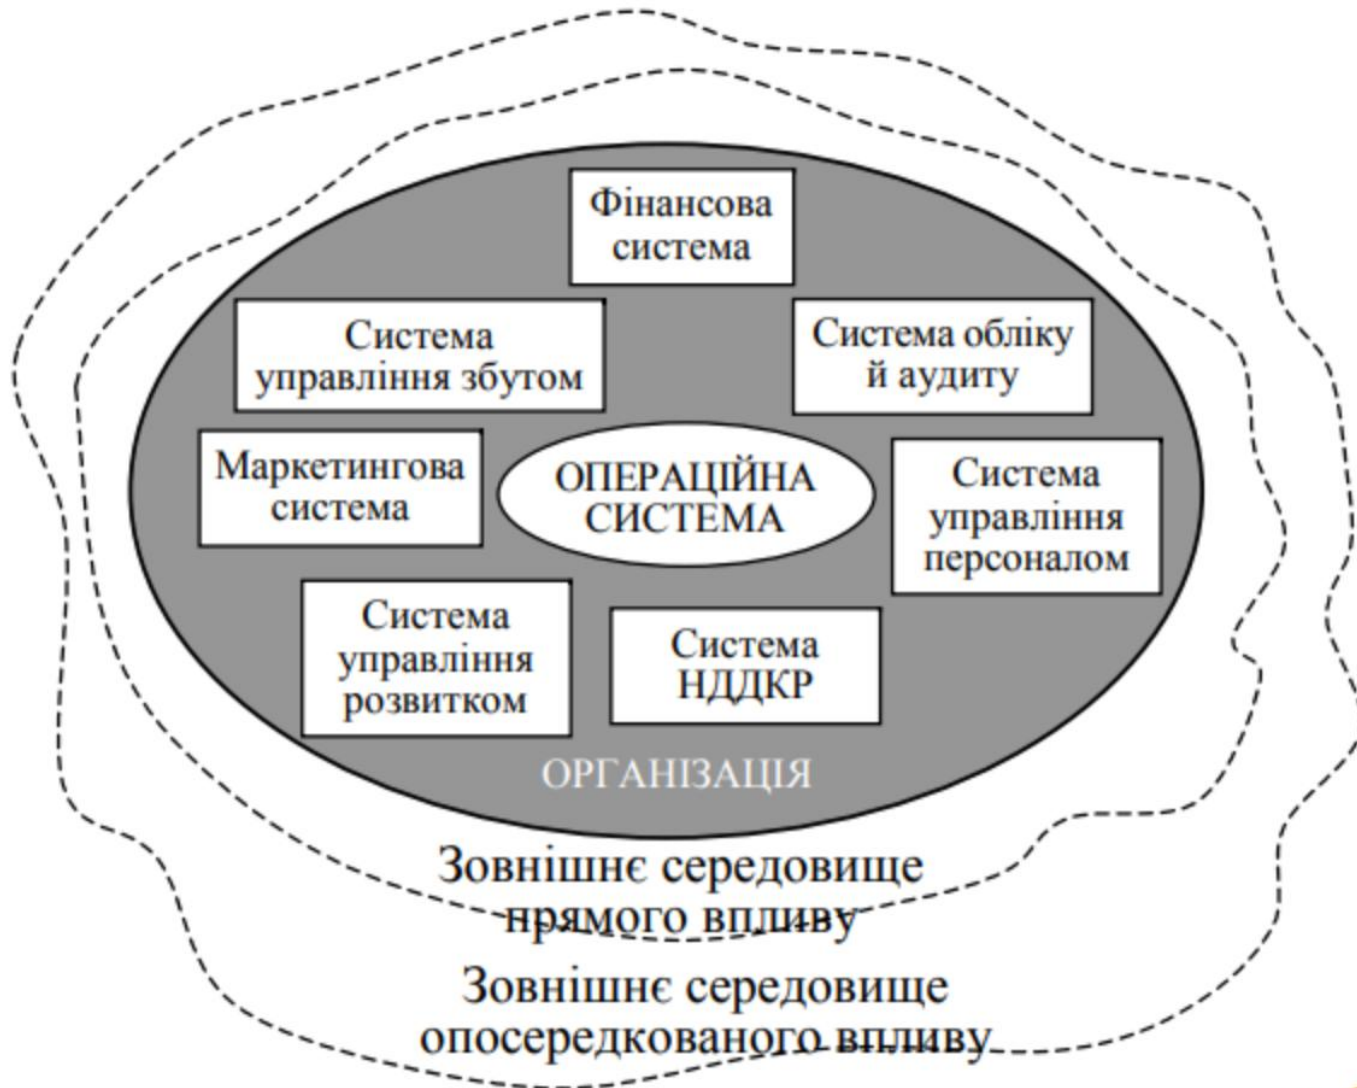 Фінансова
система
Система
управління збутом
Система обліку
й аудиту
Маркетингова
система
ОПЕРАЦІЙНА
СИСТЕМА
Система
управління
персоналом
Система
управління
розвитком
Система
НДДКР
ОРГАНІЗАЦІЯ
Зовнішнє середовище
прямого впливу
Зовнішнє середовище
опосередкованого впливу